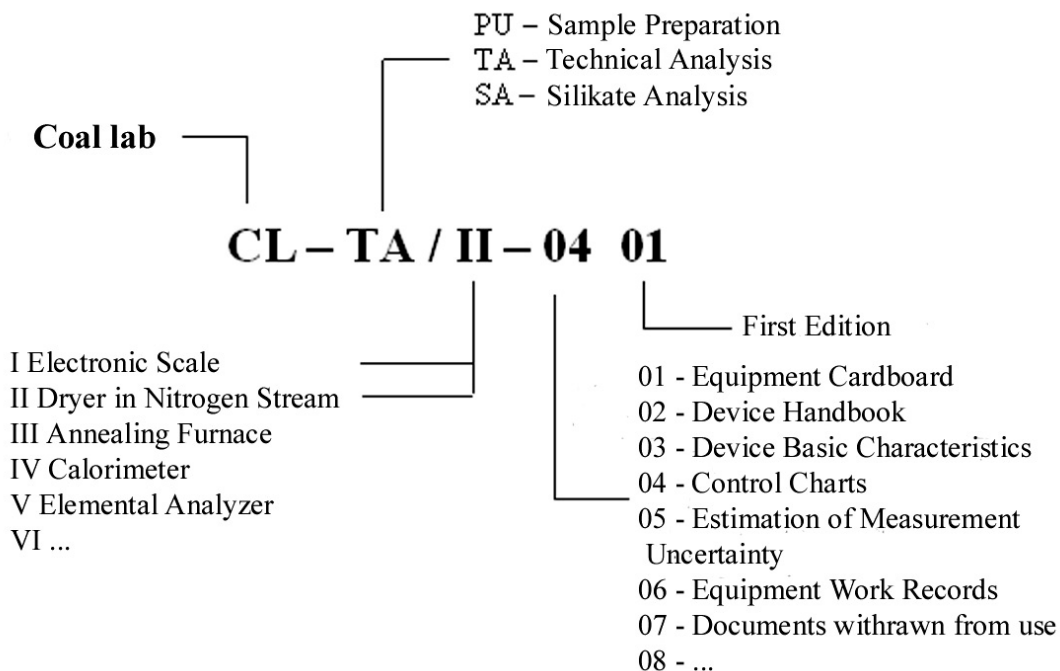 PU – Sample Preparation
TA – Technical Analysis
SA – Silikate Analysis
Coal lab
CL – TA / II – 04 01
First Edition
I Electronic Scale
II Dryer in Nitrogen Stream
III Annealing Furnace
IV Calorimeter
V Elemental Analyzer
VI ...
01 - Equipment Cardboard
02 - Device Handbook
03 - Device Basic Characteristics
04 - Control Charts
05 - Estimation of Measurement
Uncertainty
06 - Equipment Work Records
07 - Documents withrawn from use
08 - ...